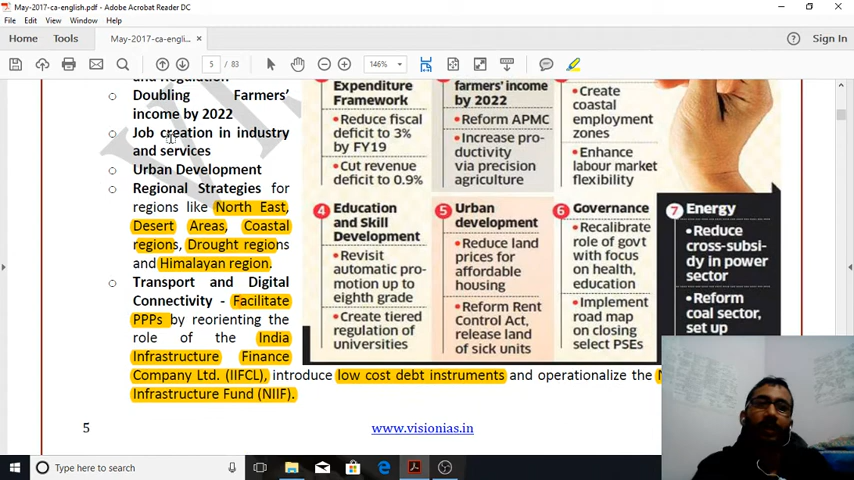 May-2017-ca-english.pdf - Adobe Acrobat Reader DC
File Edit View Window Help
Home Tools May-2017-ca-engli... × Sign In
5 / 83 146%
and Regulation
Doubling Farmers'
income by 2022
Job creation in industry
and services
Urban Development
Regional Strategies for
regions like North East,
Desert Areas, Coastal
regions, Drought regions
and Himalayan region.
Transport and Digital
Connectivity - Facilitate
PPPs by reorienting the
role of the India
Infrastructure Finance
Company Ltd. (IIFCL), introduce low cost debt instruments and operationalize the
Infrastructure Fund (NIIF).
Expenditure
Framework
• Reduce fiscal
deficit to 3%
by FY19
• Cut revenue
deficit to 0.9%
farmers' income
by 2022
• Reform APMC
• Increase pro-
ductivity
via precision
agriculture
• Create
coastal
employment
zones
• Enhance
labour market
flexibility
4 Education
and Skill
Development
• Revisit
automatic pro-
motion up to
eighth grade
• Create tiered
regulation of
universities
5 Urban
development
• Reduce land
prices for
affordable
housing
• Reform Rent
Control Act,
release land
of sick units
6 Governance
• Recalibrate
role of govt
with focus
on health,
education
• Implement
road map
on closing
select PSEs
7 Energy
• Reduce
cross-subsi-
dy in power
sector
• Reform
coal sector,
set up
5 www.visionias.in
Type here to search